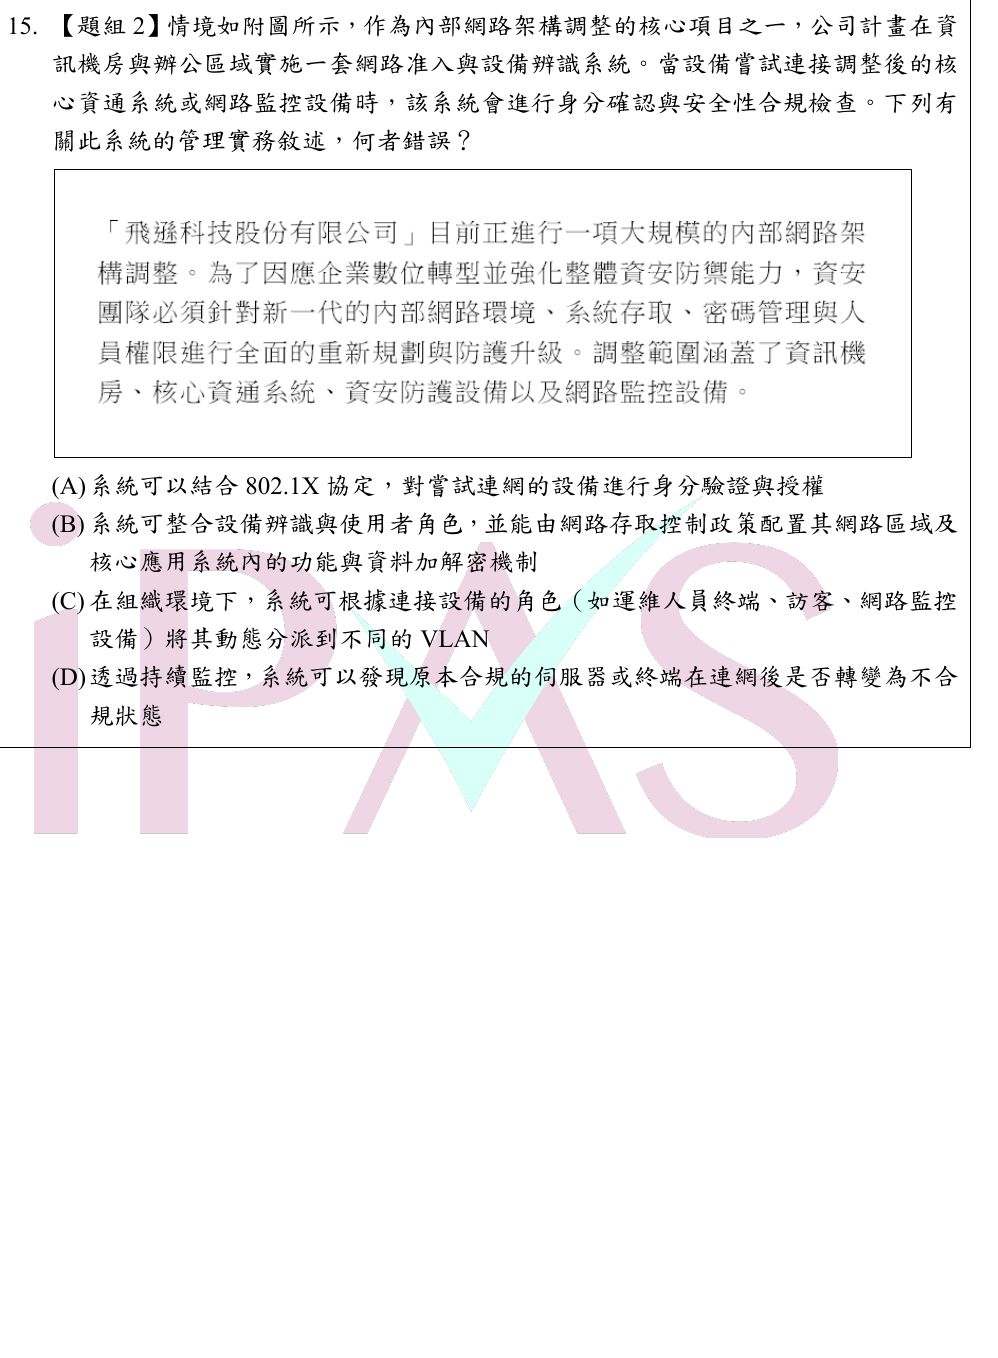 15. 【題組 2】情境如附圖所示，作為內部網路架構調整的核心項目之一，公司計畫在資
訊機房與辦公區域實施一套網路准入與設備辨識系統。當設備嘗試連接調整後的核
心資通系統或網路監控設備時，該系統會進行身分確認與安全性合規檢查。下列有
關此系統的管理實務敘述，何者錯誤？
「飛遜科技股份有限公司」目前正進行一項大規模的內部網路架
構調整。為了因應企業數位轉型並強化整體資安防禦能力，資安
團隊必須針對新一代的內部網路環境、系統存取、密碼管理與人
員權限進行全面的重新規劃與防護升級。調整範圍涵蓋了資訊機
房、核心資通系統、資安防護設備以及網路監控設備。
(A) 系統可以結合 802.1X 協定，對嘗試連網的設備進行身分驗證與授權
(B) 系統可整合設備辨識與使用者角色，並能由網路存取控制政策配置其網路區域及
核心應用系統內的功能與資料加解密機制
(C) 在組織環境下，系統可根據連接設備的角色（如運維人員終端、訪客、網路監控
設備）將其動態分派到不同的 VLAN
(D) 透過持續監控，系統可以發現原本合規的伺服器或終端在連網後是否轉變為不合
規狀態
iPAS